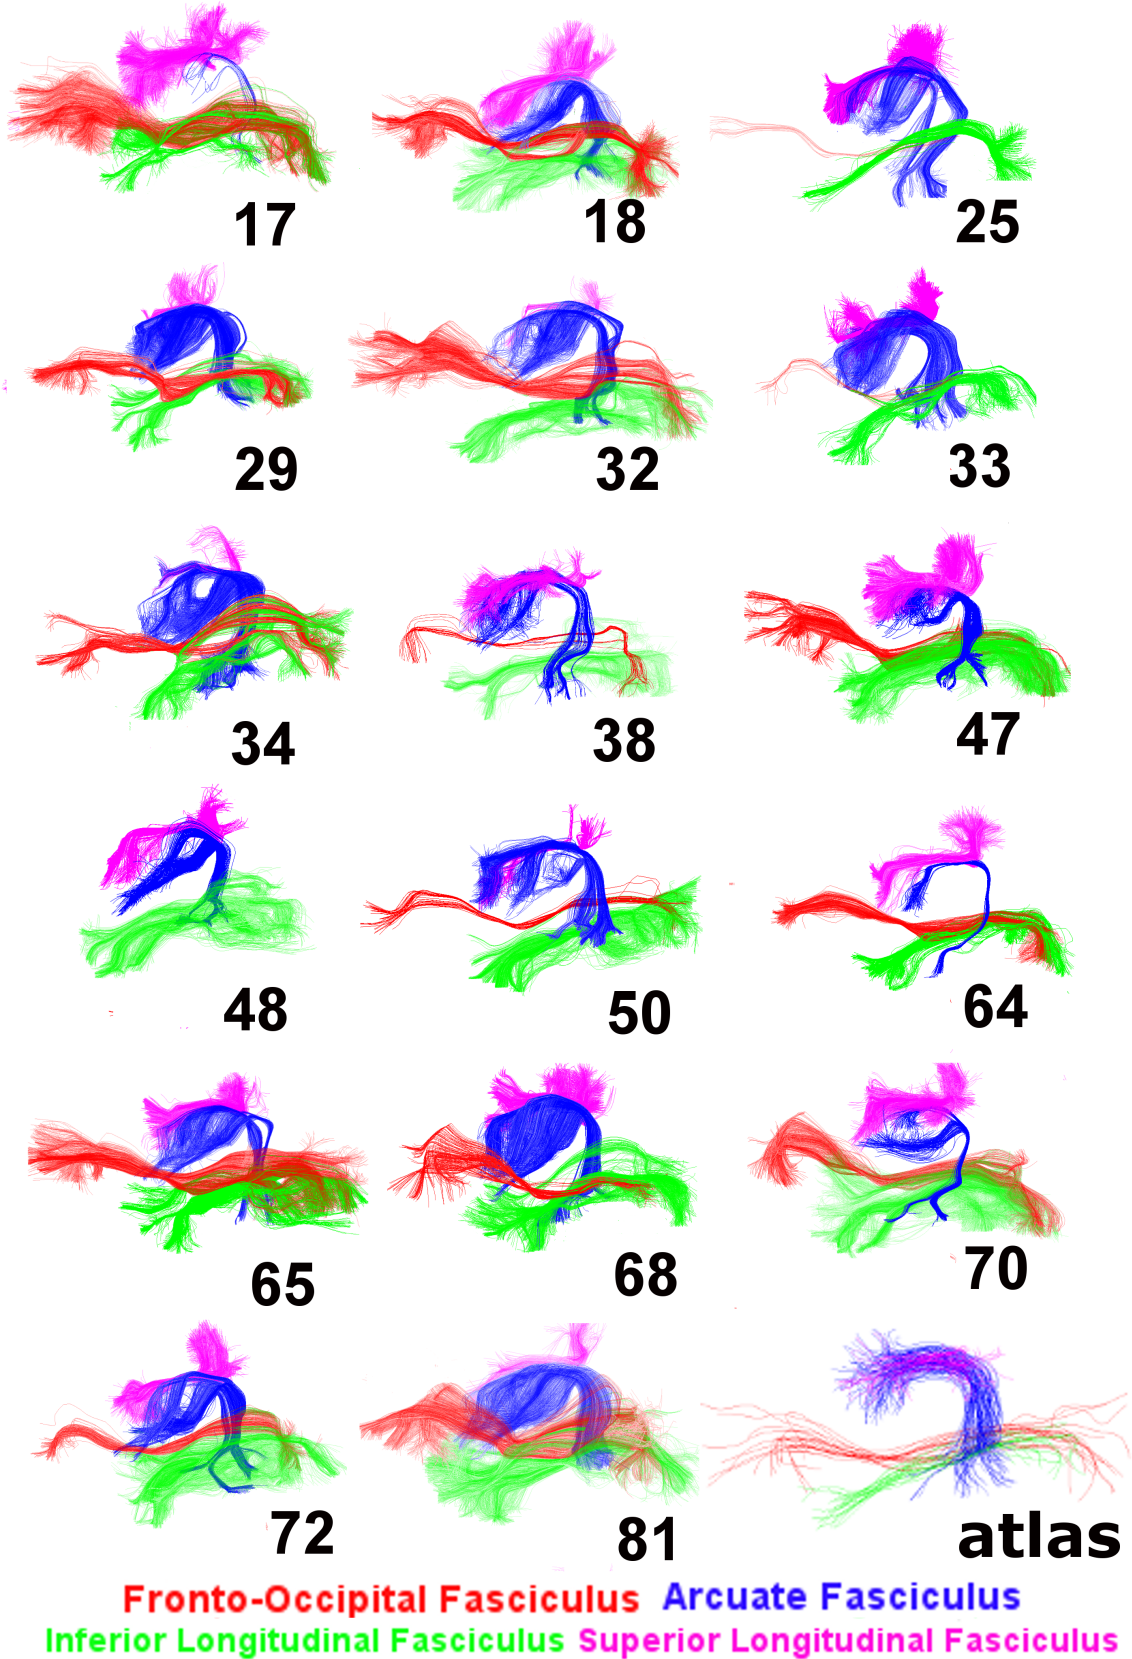 17 18 25
29 32 33
34 38 47
48 50 64
65 68 70
72 81 atlas
Fronto-Occipital Fasciculus Arcuate Fasciculus
Inferior Longitudinal Fasciculus Superior Longitudinal Fasciculus